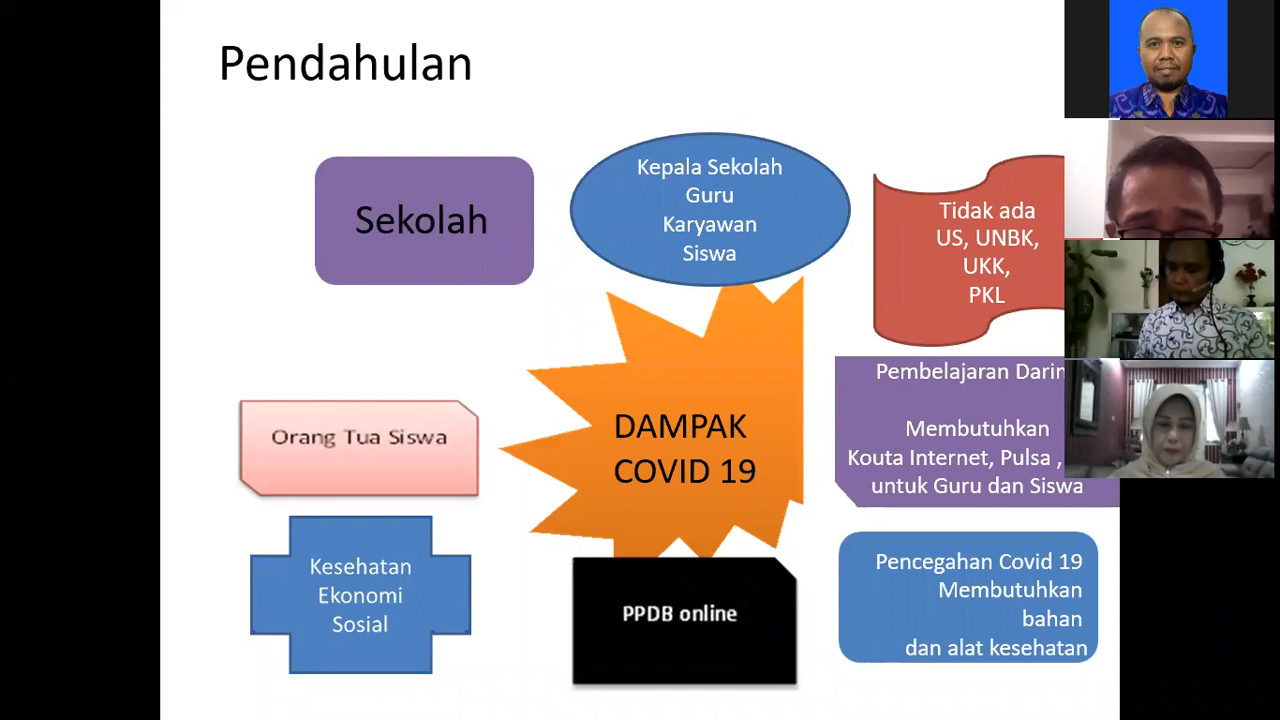 Pendahulan
Sekolah
Kepala Sekolah
Guru
Karyawan
Siswa
Tidak ada
US, UNBK,
UKK,
PKL
Orang Tua Siswa
DAMPAK
COVID 19
Pembelajaran
Membutuhkan
Kouta Internet, Pulsa ,
untuk Guru dan Siswa
Kesehatan
Ekonomi
Sosial
PPDB online
Pencegahan Covid 19
Membutuhkan
bahan
dan alat kesehatan